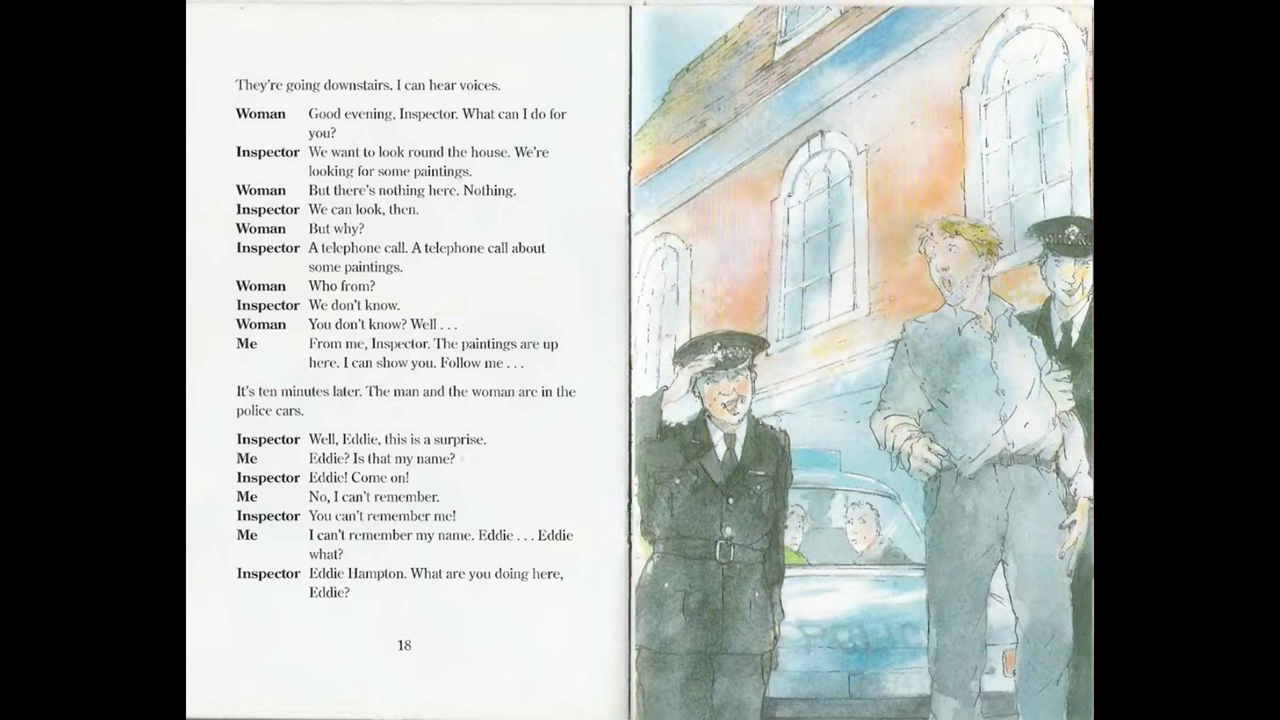 They're going downstairs. I can hear voices.
Woman Good evening, Inspector. What can I do for
you?
Inspector We want to look round the house. We're
looking for some paintings.
Woman But there's nothing here. Nothing.
Inspector We can look, then.
Woman But why?
Inspector A telephone call. A telephone call about
some paintings.
Woman Who from?
Inspector We don't know.
Woman You don't know? Well . . .
Me From me, Inspector. The paintings are up
here. I can show you. Follow me . . .
It's ten minutes later. The man and the woman are in the
police cars.
Inspector Well, Eddie, this is a surprise.
Me Eddie? Is that my name?
Inspector Eddie! Come on!
Me No, I can't remember.
Inspector You can't remember me!
Me I can't remember my name. Eddie . . . Eddie
what?
Inspector Eddie Hampton. What are you doing here,
Eddie?
18